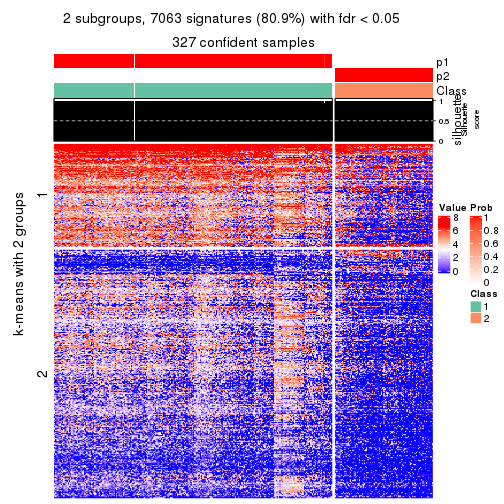 2 subgroups, 7063 signatures (80.9%) with fdr < 0.05
327 confident samples
p1
p2
Class
1
0.5
0
silhouette
Silhouette
score
k-means with 2 groups
1
2
Value
8
6
4
2
0
Prob
1
0.8
0.6
0.4
0.2
0
Class
1
2